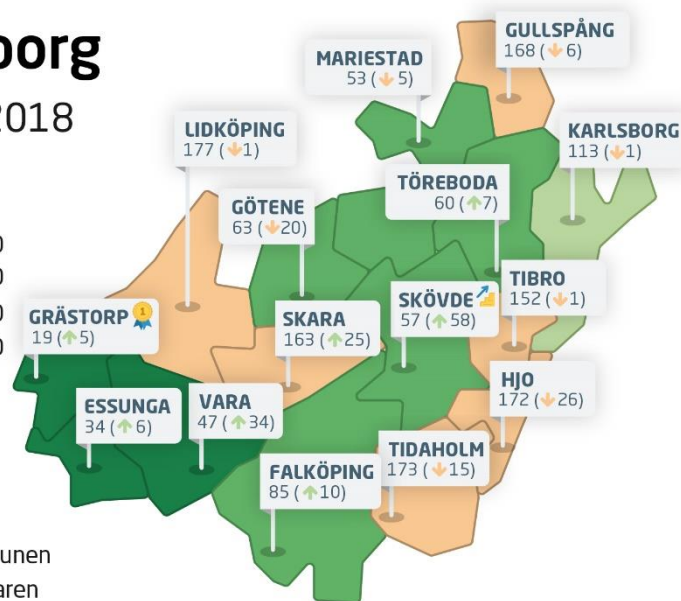 2018
GULLSPÅNG
168 (↓6)
MARIESTAD
53 (↓5)
LIDKÖPING
177 (↓1)
KARLSBORG
113 (↓1)
TÖREBODA
60 (↑7)
GÖTENE
63 (↓20)
TIBRO
152 (↓1)
SKÖVDE
57 (↑58)
SKARA
163 (↑25)
GRÄSTORP
1
19 (↑5)
HJO
172 (↓26)
ESSUNGA
34 (↑6)
VARA
47 (↑34)
TIDAHOLM
173 (↓15)
FALKÖPING
85 (↑10)